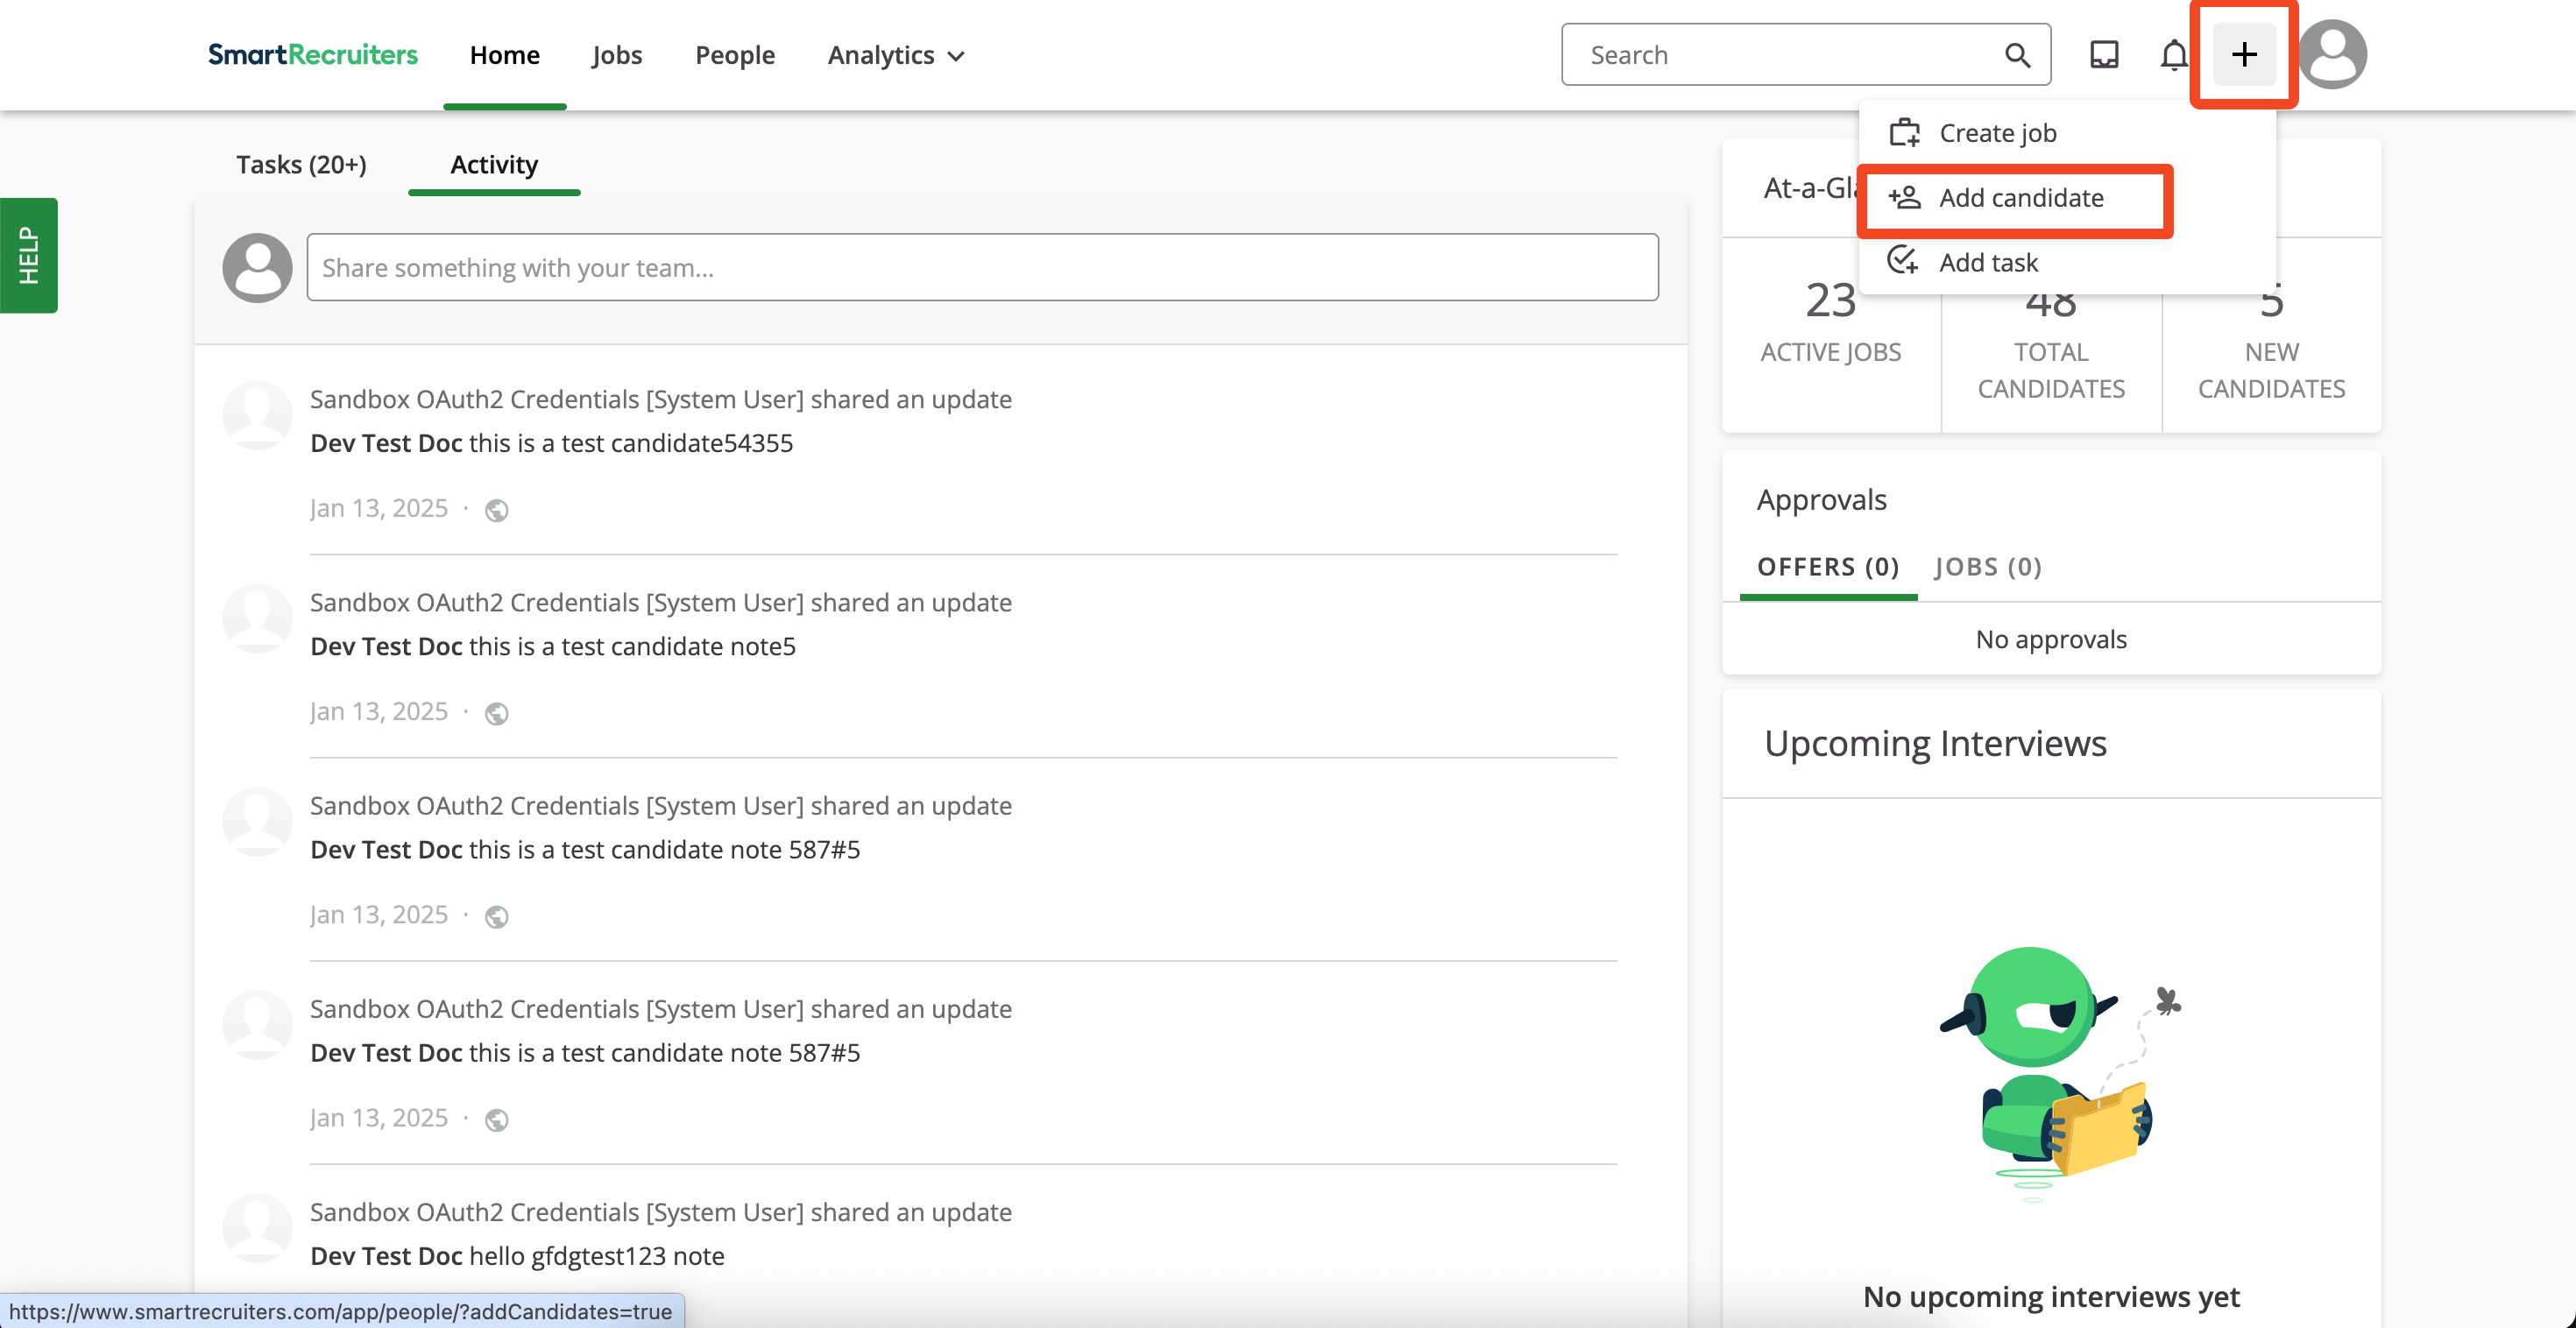 SmartRecruiters Home Jobs People Analytics Search
Create job
Add candidate
Add task
HELP
Tasks (20+) Activity
Share something with your team...
Sandbox OAuth2 Credentials [System User] shared an update
Dev Test Doc this is a test candidate54355
Jan 13, 2025 ·
Sandbox OAuth2 Credentials [System User] shared an update
Dev Test Doc this is a test candidate note5
Jan 13, 2025 ·
Sandbox OAuth2 Credentials [System User] shared an update
Dev Test Doc this is a test candidate note 587#5
Jan 13, 2025 ·
Sandbox OAuth2 Credentials [System User] shared an update
Dev Test Doc this is a test candidate note 587#5
Jan 13, 2025 ·
Sandbox OAuth2 Credentials [System User] shared an update
Dev Test Doc hello gfdgtest123 note
https://www.smartrecruiters.com/app/people/?addCandidates=true
At-a-Gla
23 48 5
ACTIVE JOBS TOTAL NEW
CANDIDATES CANDIDATES
Approvals
OFFERS (0) JOBS (0)
No approvals
Upcoming Interviews
No upcoming interviews yet